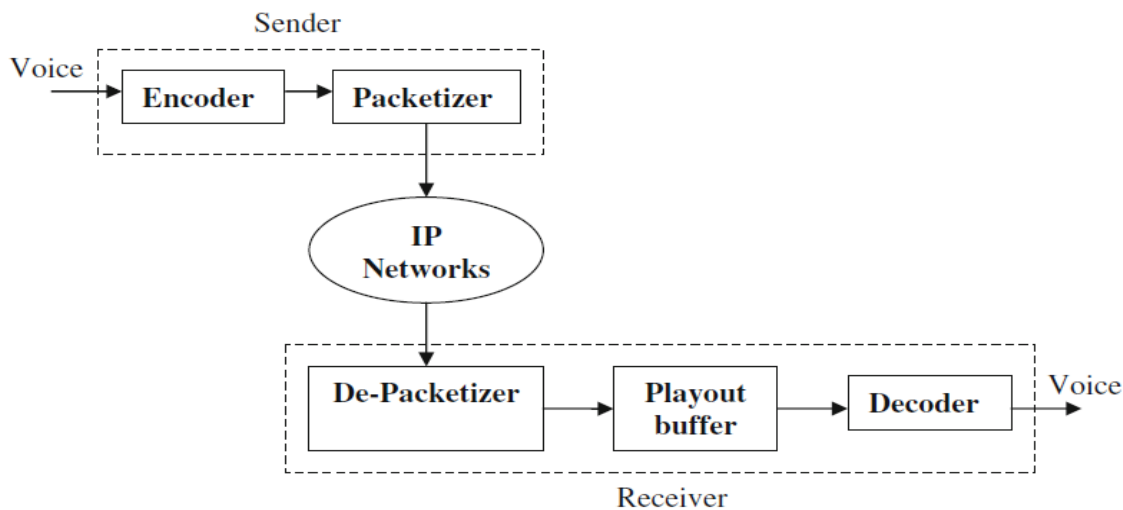 Sender
Voice
Encoder
Packetizer
IP
Networks
De-Packetizer
Playout
buffer
Decoder
Voice
Receiver